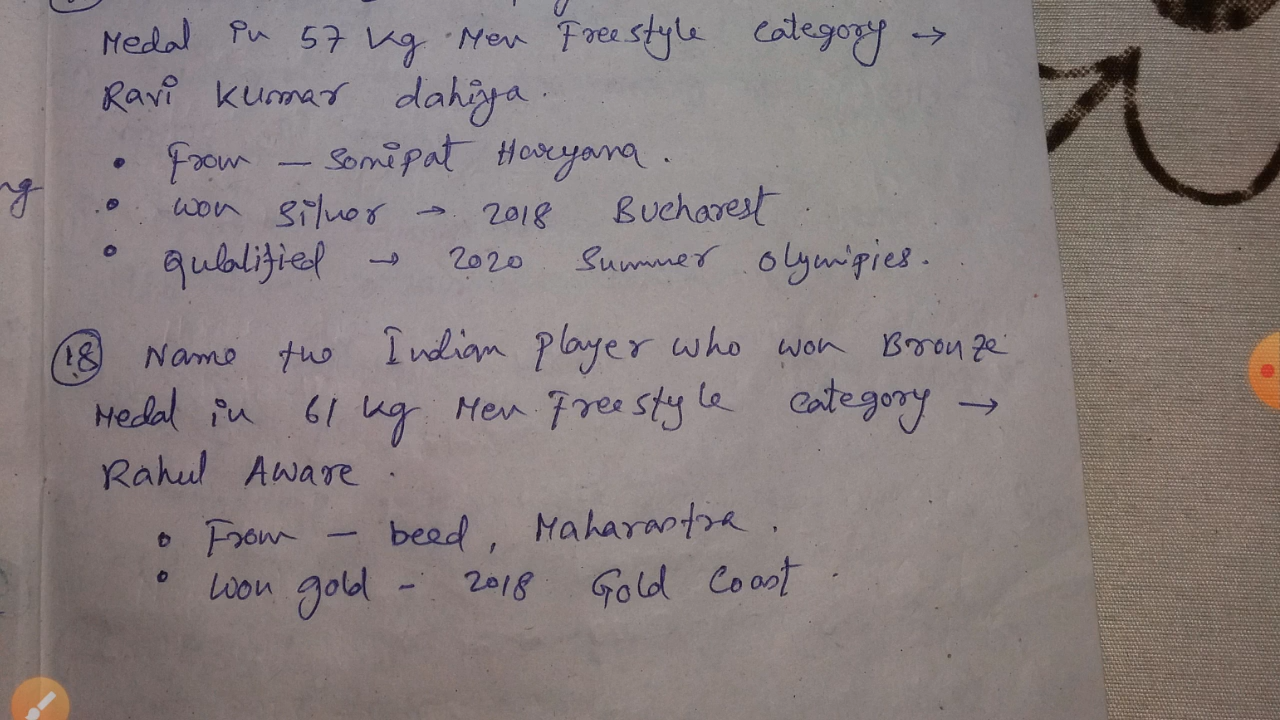 Medal in 57 kg Men Freestyle category →
Ravi Kumar dahiya.
• From – Sonipat Haryana.
• won Silver → 2018 Bucharest
ng
• qulalified → 2020 Summer olympics.
18 Name the Indian player who won Bronze
Medal in 61 kg Men Freestyle category →
Rahul Aware.
• From – beed, Maharastra.
• Won gold - 2018 Gold Coast.